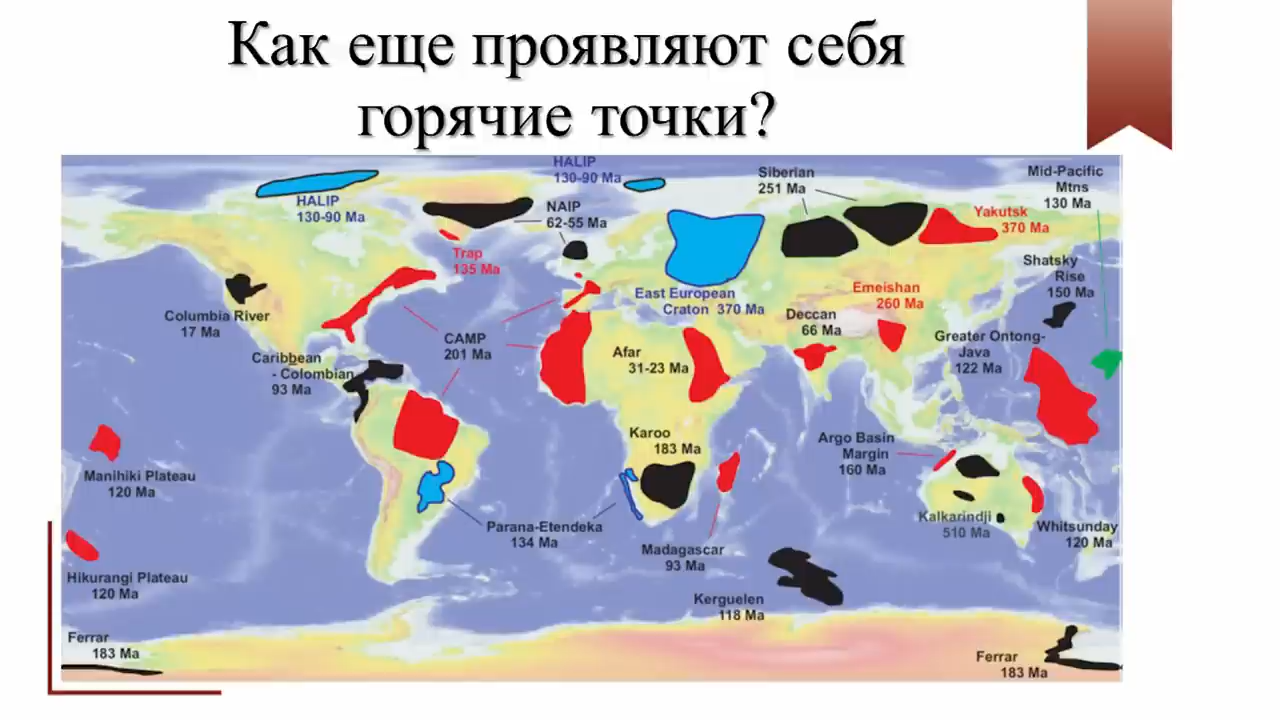 Как еще проявляют себя
горячие точки?
HALIP
130-90 Ma
HALIP
130-90 Ma
NAIP
62-55 Ma
Siberian
251 Ma
Mid-Pacific
Mtns
130 Ma
Yakutsk
370 Ma
Trap
135 Ma
Shatsky
Rise
150 Ma
East European
Craton 370 Ma
Emeishan
260 Ma
Columbia River
17 Ma
Deccan
66 Ma
CAMP
201 Ma
Greater Ontong-
Java
122 Ma
Caribbean
- Colombian
93 Ma
Afar
31-23 Ma
Karoo
183 Ma
Argo Basin
Margin
160 Ma
Manihiki Plateau
120 Ma
Parana-Etendeka
134 Ma
Kalkarindji
510 Ma
Whitsunday
120 Ma
Madagascar
93 Ma
Hikurangi Plateau
120 Ma
Kerguelen
118 Ma
Ferrar
183 Ma
Ferrar
183 Ma